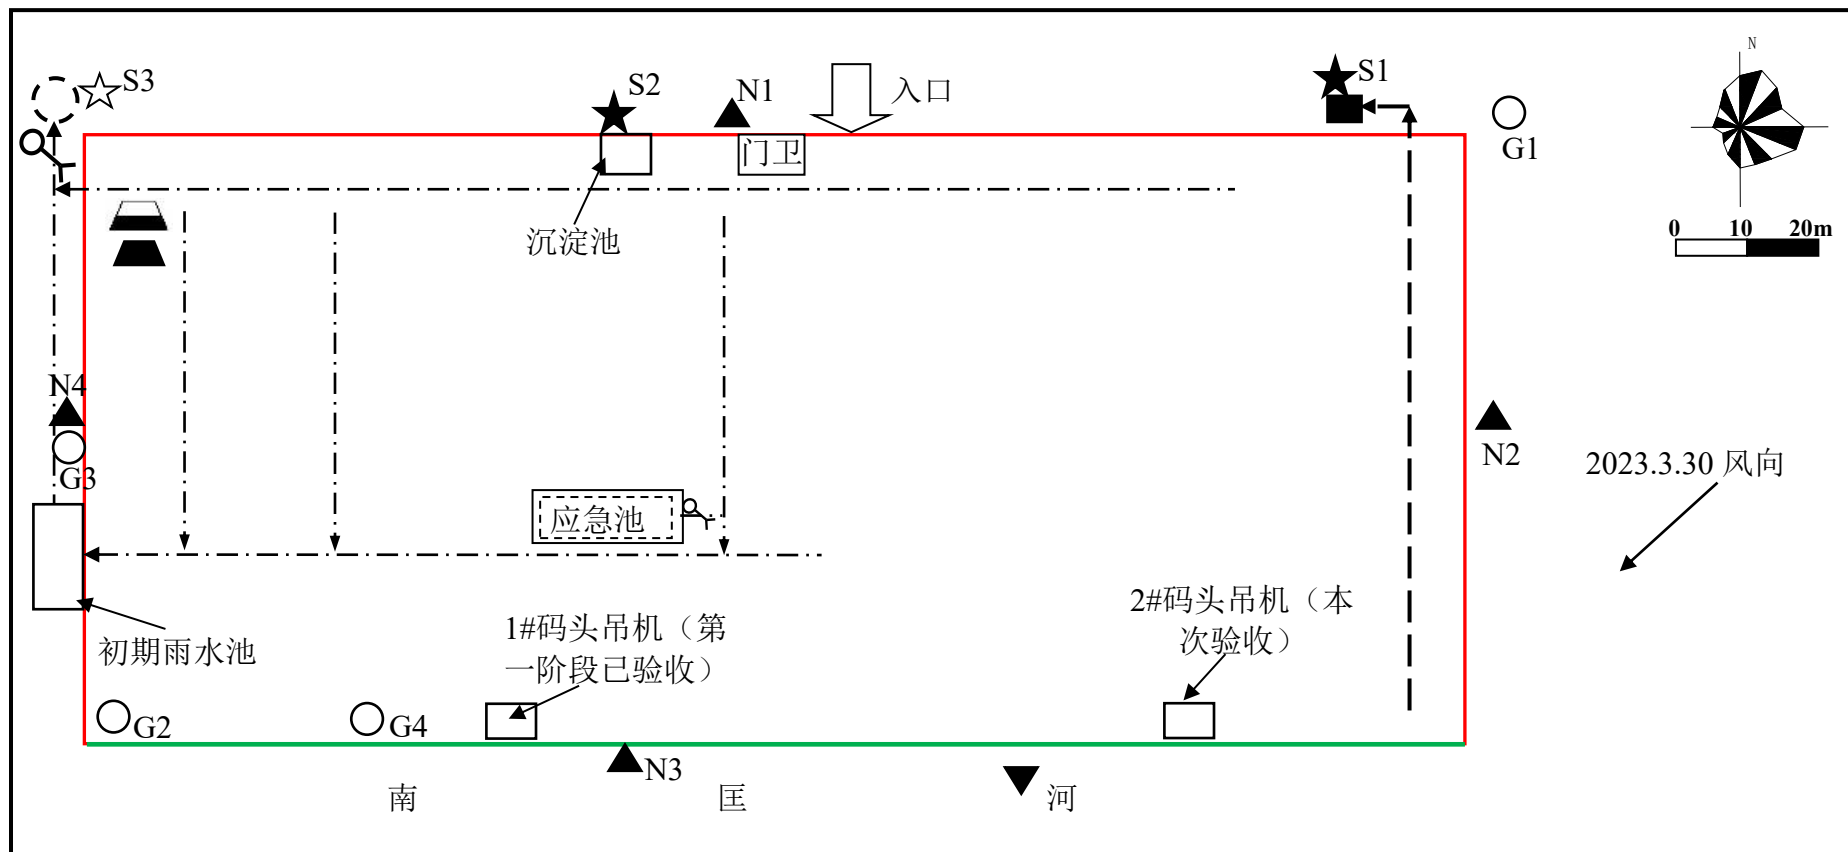 N
S3
S2
N1
入口
S1
G1
门卫
沉淀池
0 10 20m
N4
G3
N2
2023.3.30 风向
应急池
初期雨水池
1#码头吊机（第
一阶段已验收）
2#码头吊机（本
次验收）
G2
G4
N3
南 匡 河